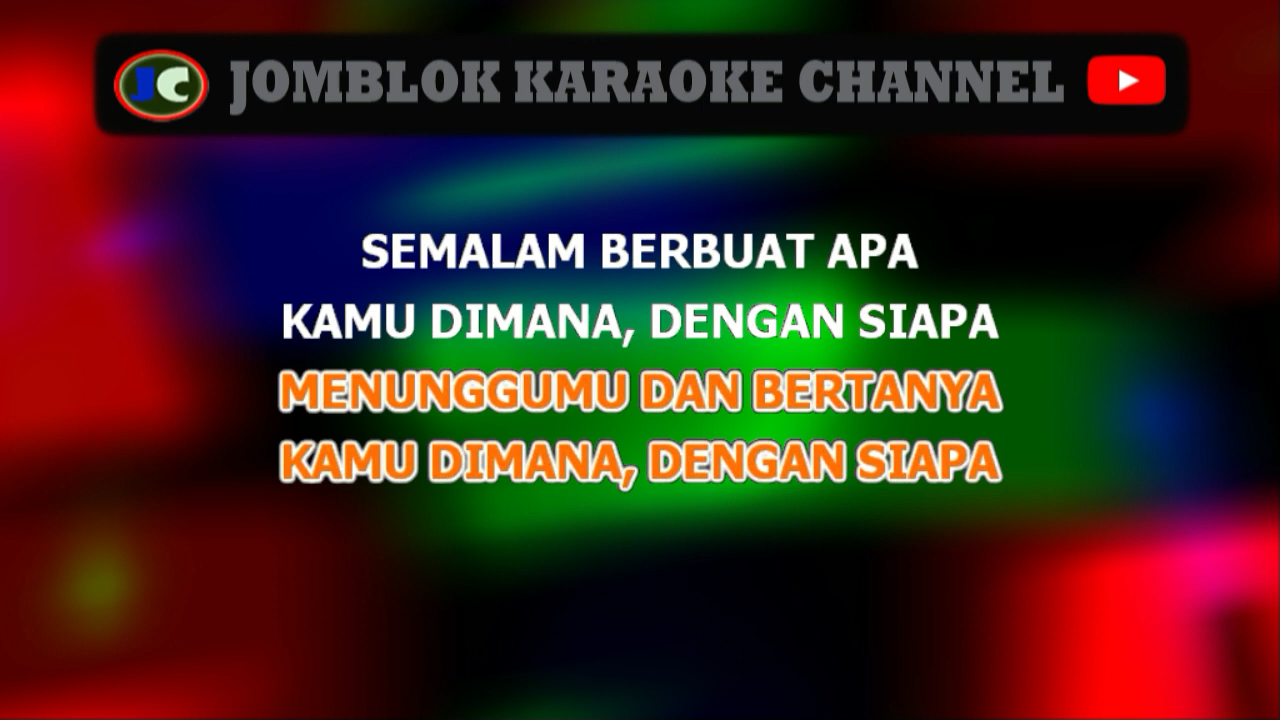 JC JOMBLOK KARAOKE CHANNEL
SEMALAM BERBUAT APA
KAMU DIMANA, DENGAN SIAPA
MENUNGGUMU DAN BERTANYA
KAMU DIMANA, DENGAN SIAPA